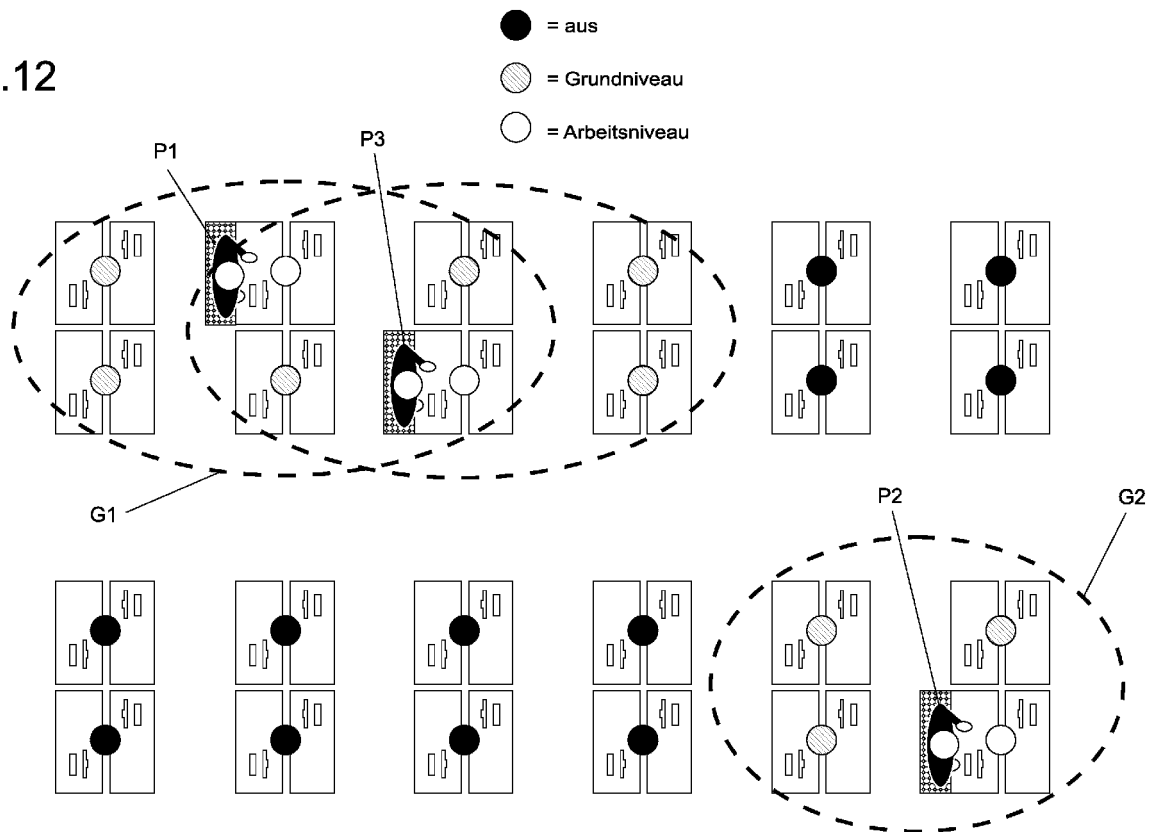 = aus
.12
= Grundniveau
= Arbeitsniveau
P1
P3
G1
P2
G2